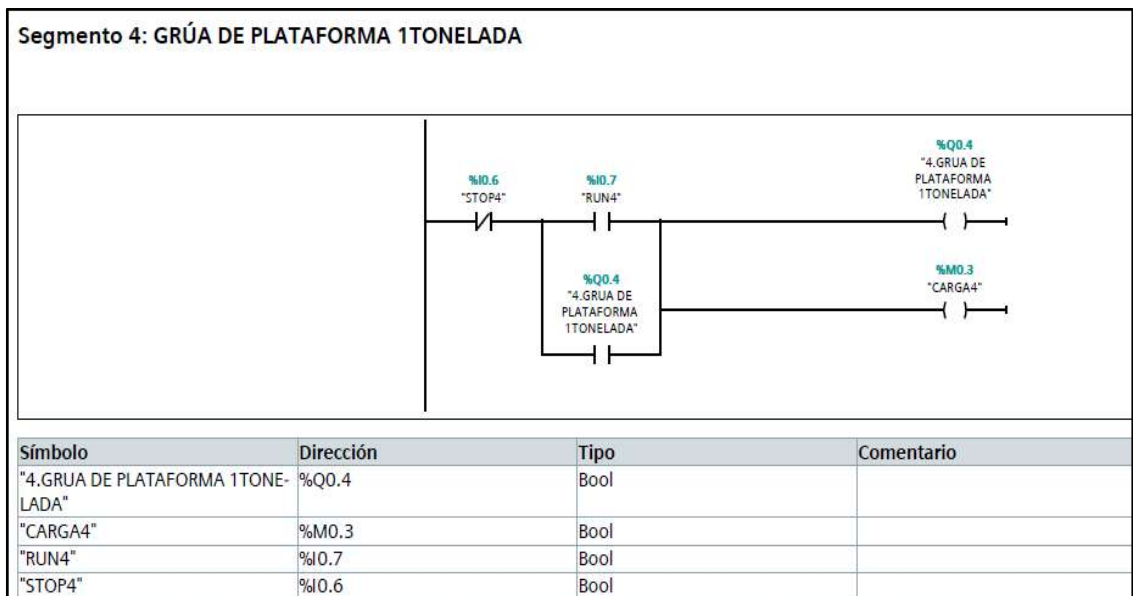 Segmento 4: GRÚA DE PLATAFORMA 1TONELADA
%Q0.4
"4.GRUA DE
PLATAFORMA
1TONELADA"
%I0.6
"STOP4"
%I0.7
"RUN4"
%Q0.4
"4.GRUA DE
PLATAFORMA
1TONELADA"
%M0.3
"CARGA4"
Símbolo Dirección Tipo Comentario
"4.GRUA DE PLATAFORMA 1TONE- %Q0.4 Bool
LADA"
"CARGA4" %M0.3 Bool
"RUN4" %I0.7 Bool
"STOP4" %I0.6 Bool